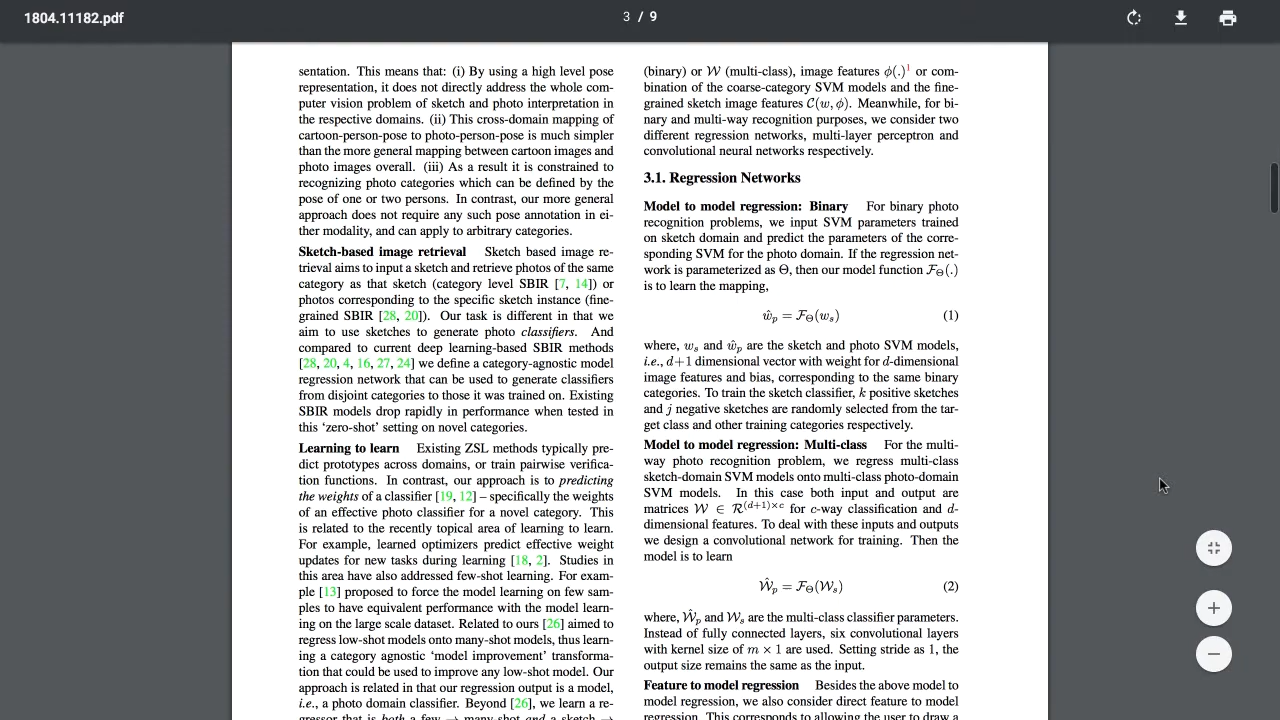 1804.11182.pdf
3 / 9
sentation. This means that: (i) By using a high level pose
representation, it does not directly address the whole com-
puter vision problem of sketch and photo interpretation in
the respective domains. (ii) This cross-domain mapping of
cartoon-person-pose to photo-person-pose is much simpler
than the more general mapping between cartoon images and
photo images overall. (iii) As a result it is constrained to
recognizing photo categories which can be defined by the
pose of one or two persons. In contrast, our more general
approach does not require any such pose annotation in ei-
ther modality, and can apply to arbitrary categories.
Sketch-based image retrieval Sketch based image re-
trieval aims to input a sketch and retrieve photos of the same
category as that sketch (category level SBIR [7, 14]) or
photos corresponding to the specific sketch instance (fine-
grained SBIR [28, 20]). Our task is different in that we
aim to use sketches to generate photo classifiers. And
compared to current deep learning-based SBIR methods
[28, 20, 4, 16, 27, 24] we define a category-agnostic model
regression network that can be used to generate classifiers
from disjoint categories to those it was trained on. Existing
SBIR models drop rapidly in performance when tested in
this ‘zero-shot’ setting on novel categories.
Learning to learn Existing ZSL methods typically pre-
dict prototypes across domains, or train pairwise verifica-
tion functions. In contrast, our approach is to predicting
the weights of a classifier [19, 12] – specifically the weights
of an effective photo classifier for a novel category. This
is related to the recently topical area of learning to learn.
For example, learned optimizers predict effective weight
updates for new tasks during learning [18, 2]. Studies in
this area have also addressed few-shot learning. For exam-
ple [13] proposed to force the model learning on few sam-
ples to have equivalent performance with the model learn-
ing on the large scale dataset. Related to ours [26] aimed to
regress low-shot models onto many-shot models, thus learn-
ing a category agnostic ‘model improvement’ transforma-
tion that could be used to improve any low-shot model. Our
approach is related in that our regression output is a model,
i.e., a photo domain classifier. Beyond [26], we learn a re-
gressor that is both a few → many shot and a sketch →
(binary) or W (multi-class), image features ϕ(.)¹ or com-
bination of the coarse-category SVM models and the fine-
grained sketch image features C(w, ϕ). Meanwhile, for bi-
nary and multi-way recognition purposes, we consider two
different regression networks, multi-layer perceptron and
convolutional neural networks respectively.
3.1. Regression Networks
Model to model regression: Binary For binary photo
recognition problems, we input SVM parameters trained
on sketch domain and predict the parameters of the corre-
sponding SVM for the photo domain. If the regression net-
work is parameterized as Θ, then our model function F_Θ(.)
is to learn the mapping,
ŵ_p = F_Θ(w_s) (1)
where, w_s and ŵ_p are the sketch and photo SVM models,
i.e., d+1 dimensional vector with weight for d-dimensional
image features and bias, corresponding to the same binary
categories. To train the sketch classifier, k positive sketches
and j negative sketches are randomly selected from the tar-
get class and other training categories respectively.
Model to model regression: Multi-class For the multi-
way photo recognition problem, we regress multi-class
sketch-domain SVM models onto multi-class photo-domain
SVM models. In this case both input and output are
matrices W ∈ R^(d+1)×c for c-way classification and d-
dimensional features. To deal with these inputs and outputs
we design a convolutional network for training. Then the
model is to learn
Ŵ_p = F_Θ(W_s) (2)
where, Ŵ_p and W_s are the multi-class classifier parameters.
Instead of fully connected layers, six convolutional layers
with kernel size of m × 1 are used. Setting stride as 1, the
output size remains the same as the input.
Feature to model regression Besides the above model to
model regression, we also consider direct feature to model
regression. This corresponds to allowing the user to draw a